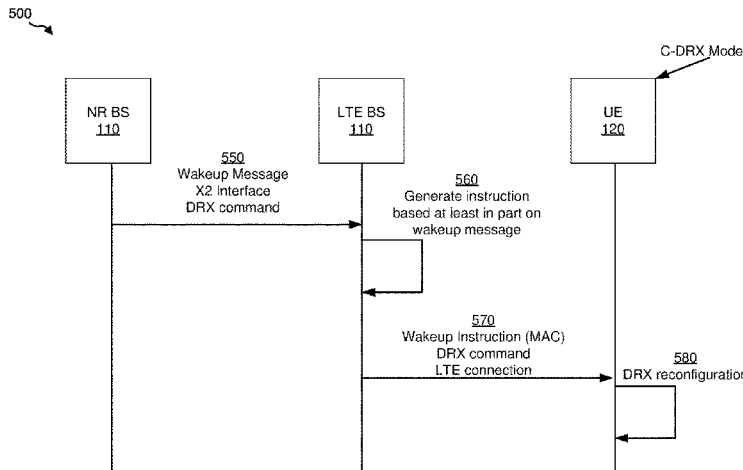 500
C-DRX Mode
NR BS
110
LTE BS
110
UE
120
550
Wakeup Message
X2 Interface
DRX command
560
Generate instruction
based at least in part on
wakeup message
570
Wakeup Instruction (MAC)
DRX command
LTE connection
580
DRX reconfiguration